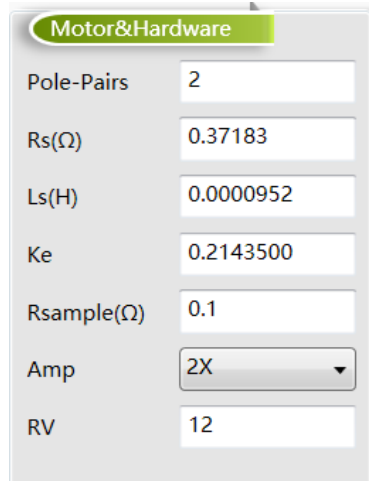 Motor&Hardware
Pole-Pairs 2
Rs(Ω) 0.37183
Ls(H) 0.0000952
Ke 0.2143500
Rsample(Ω) 0.1
Amp 2X
RV 12